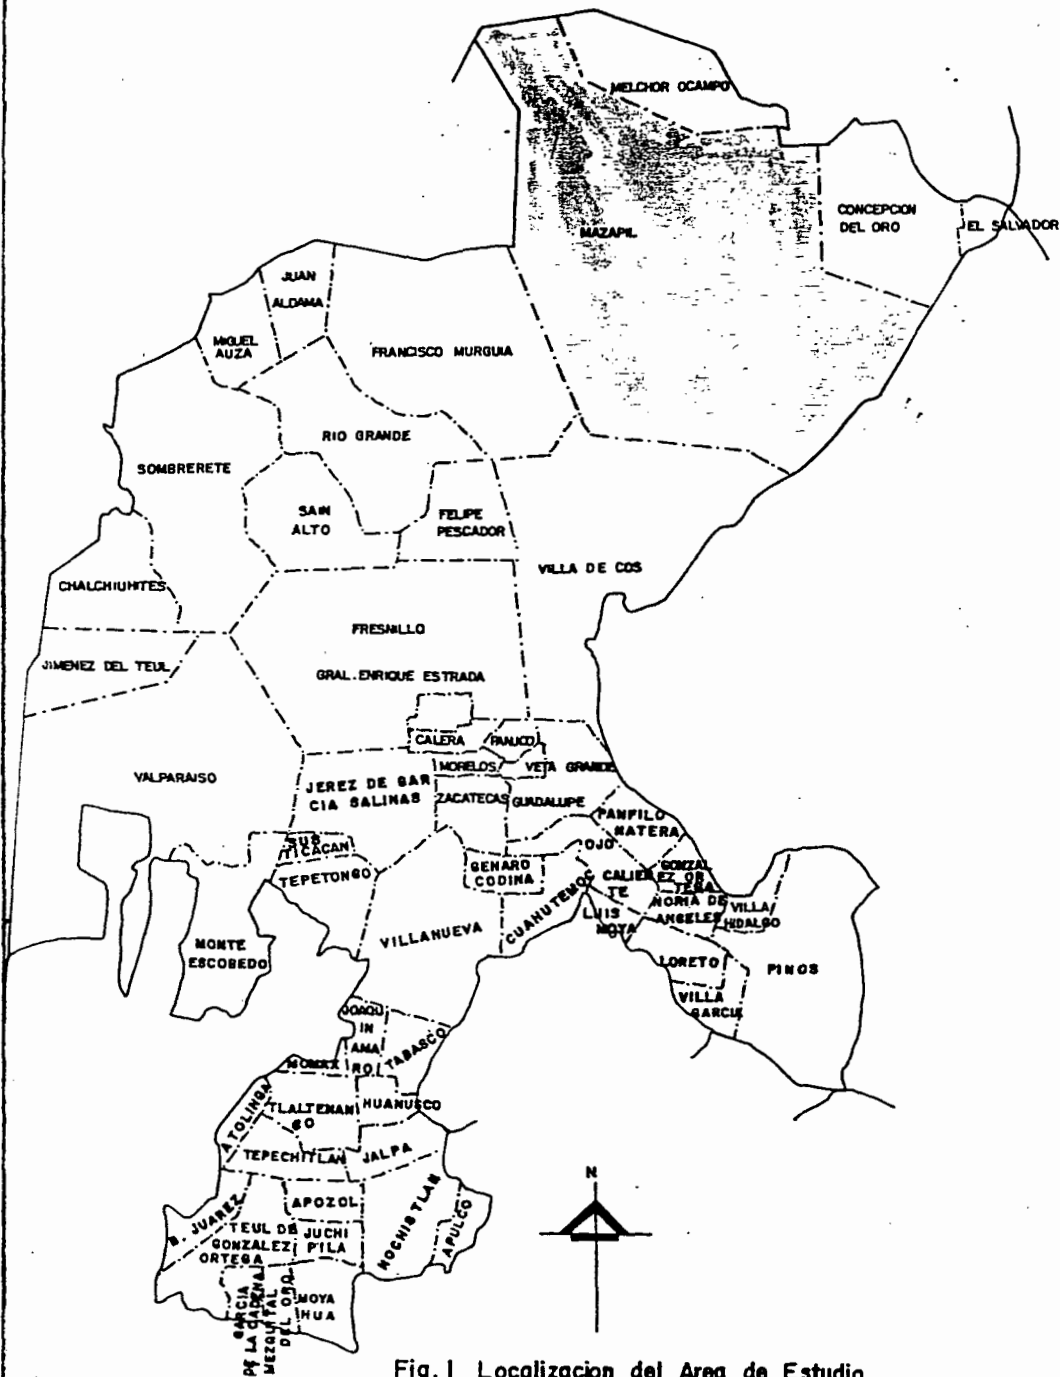 MELCHOR OCAMPO
CONCEPCION
DEL ORO
EL SALVADOR
MAZAPIL
JUAN
ALDAMA
MIGUEL
AUZA
FRANCISCO MURGUIA
RIO GRANDE
SOMBRERETE
SAIN
ALTO
FELIPE
PESCADOR
VILLA DE COS
CHALCHIUHITES
FRESNILLO
JIMENEZ DEL TEUL
GRAL. ENRIQUE ESTRADA
CALERA
PANUCO
MORELOS
VETA GRANDE
VALPARAISO
JEREZ DE GAR
CIA SALINAS
ZACATECAS
GUADALUPE
PANFILO
NATERA
SUS
TICACAN
TEPETONGO
GENARO
CODINA
OJO
CALIEN
TE
GONZAL
EZ OR
TEGA
CUAHUTEMOC
LUIS
MOYA
NORIA DE
ANGELES
VILLA
HIDALGO
VILLANUEVA
MONTE
ESCOBEDO
LORETO
PINOS
VILLA
GARCIA
JOAQU
IN
AMA
RO
TABASCO
MOMAX
ATOLINGA
TLALTENAN
GO
HUANUSCO
TEPECHITLAN
JALPA
B. JUAREZ
APOZOL
NOCHISTLAN
APULCO
TEUL DE
GONZALEZ
ORTEGA
JUCHI
PILA
GARCIA
DE LA CADENA
MEZQUITAL
DEL ORO
MOYA
HUA
N
Fig. 1 Localizacion del Area de Estudio